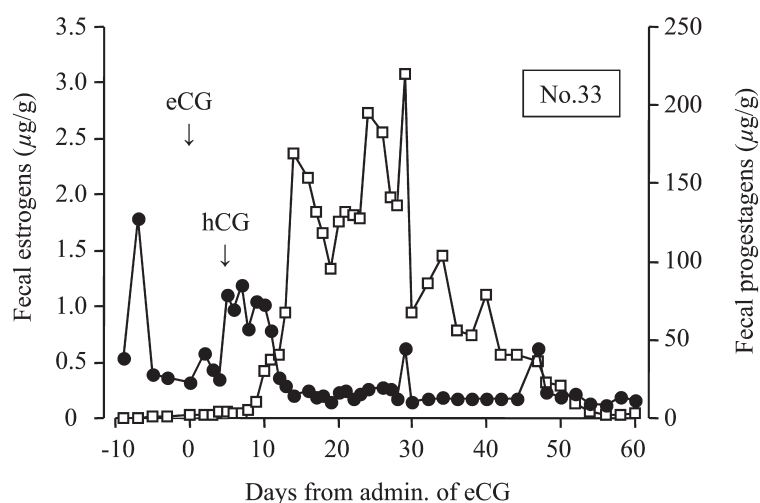 3.5
3.0
2.5
2.0
1.5
1.0
0.5
0
Fecal estrogens (µg/g)
eCG
↓
hCG
↓
No.33
250
200
150
100
50
0
Fecal progestagens (µg/g)
-10 0 10 20 30 40 50 60
Days from admin. of eCG